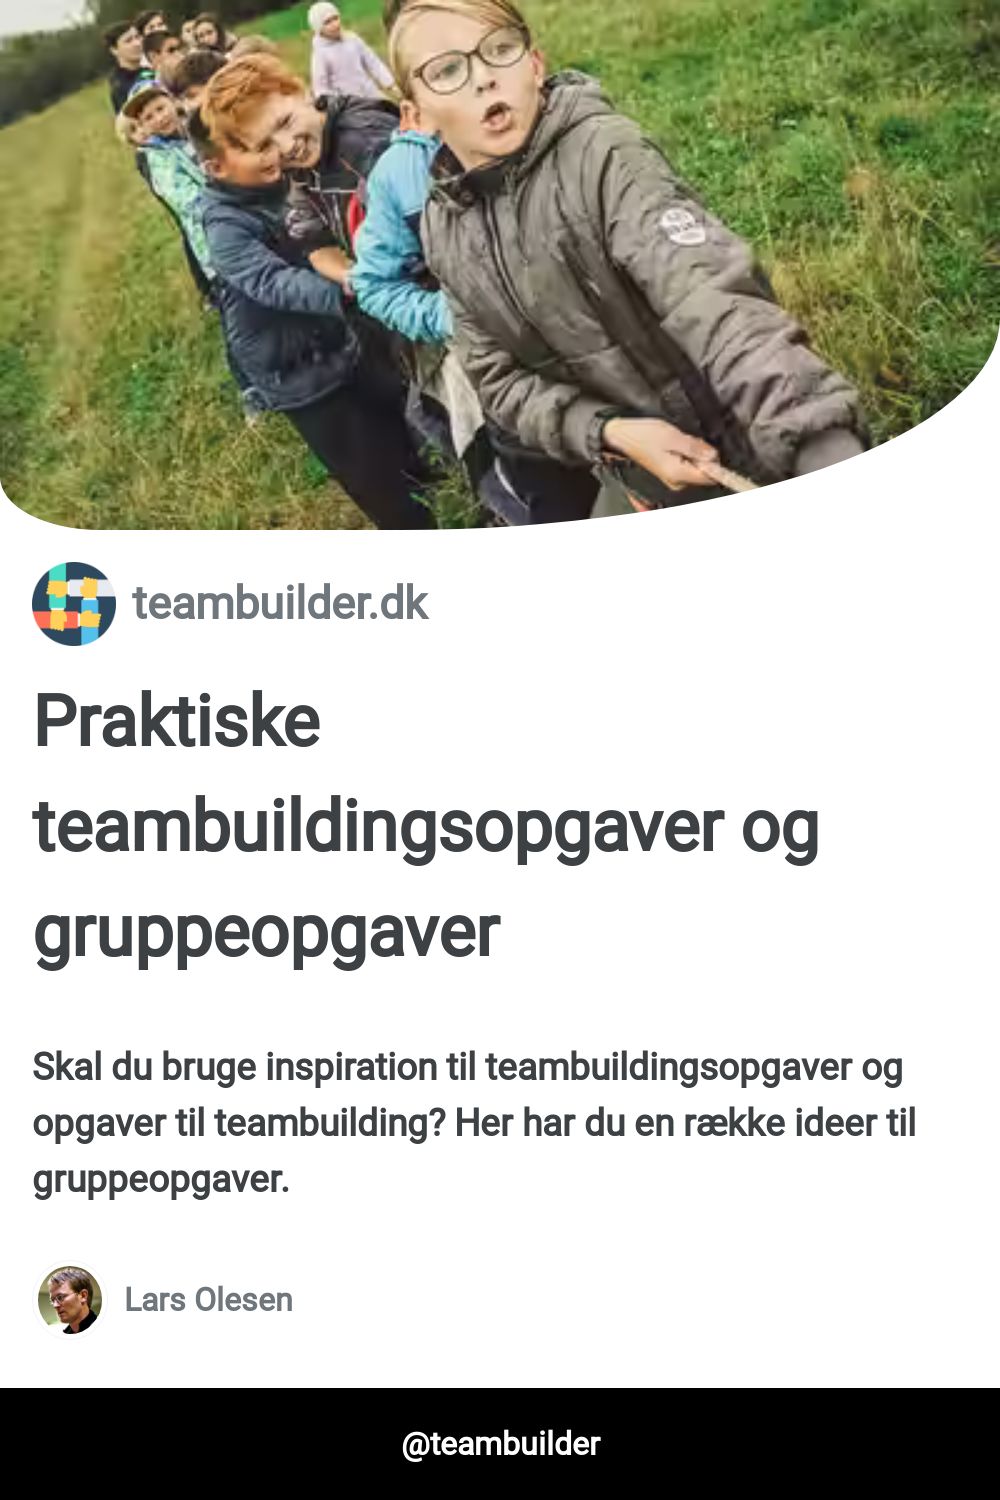 teambuilder.dk
Praktiske
teambuildingsopgaver og
gruppeopgaver
Skal du bruge inspiration til teambuildingsopgaver og
opgaver til teambuilding? Her har du en række ideer til
gruppeopgaver.
Lars Olesen
@teambuilder